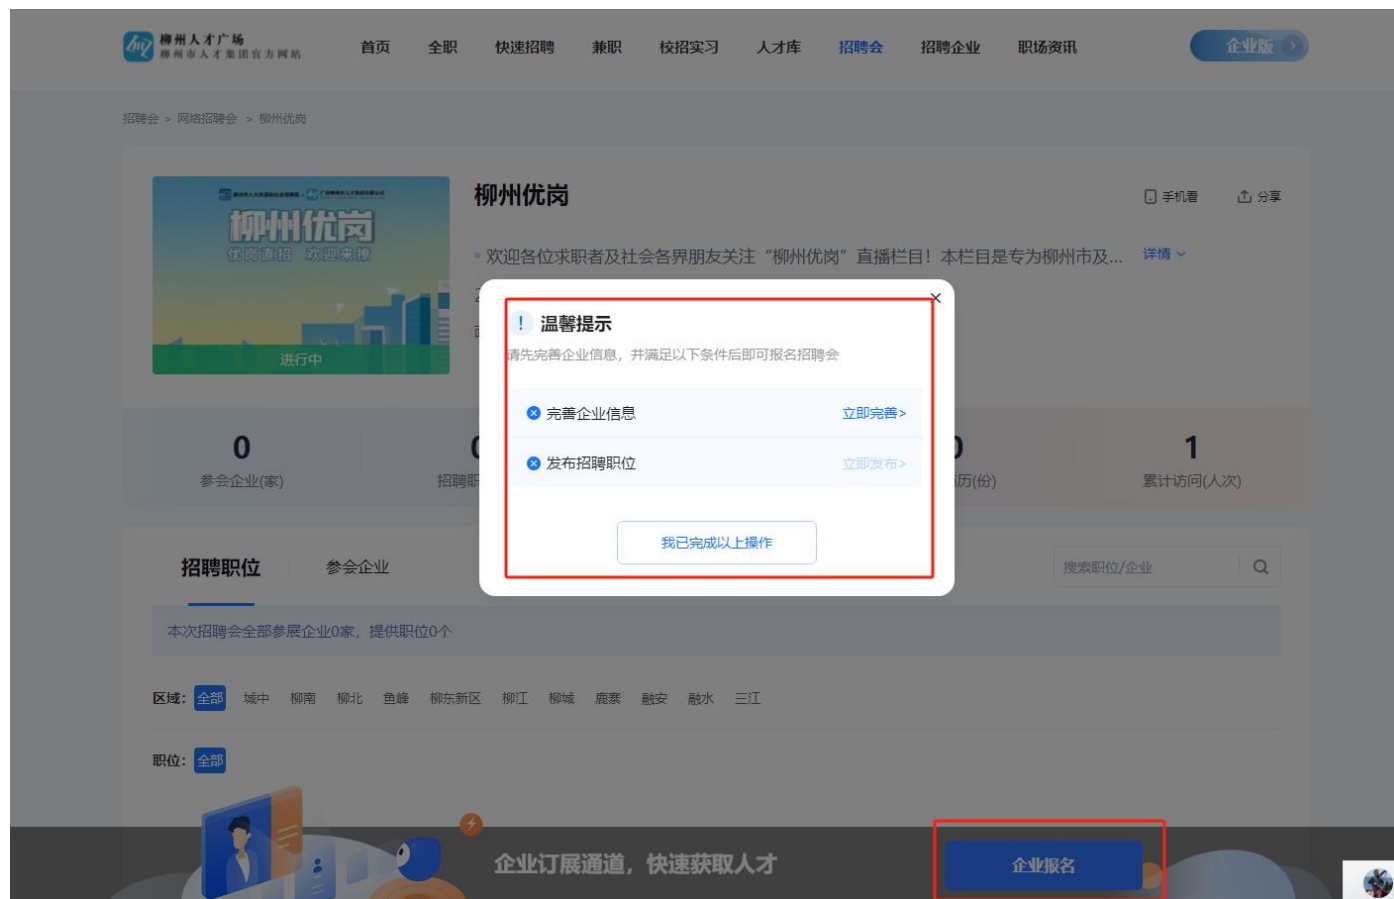 柳州人才广场
柳州市人才集团官方网站
首页 全职 快速招聘 兼职 校招实习 人才库 招聘会 招聘企业 职场资讯 企业版
招聘会 > 网络招聘会 > 柳州优岗
柳州优岗
优岗直招 欢迎来撩
进行中
柳州优岗
手机看 分享
欢迎各位求职者及社会各界朋友关注“柳州优岗”直播栏目！本栏目是专为柳州市及... 详情
温馨提示
请先完善企业信息，并满足以下条件后即可报名招聘会
完善企业信息 立即完善>
发布招聘职位 立即发布>
我已完成以上操作
0
参会企业(家)
招聘职
历(份)
1
累计访问(人次)
招聘职位 参会企业
搜索职位/企业
本次招聘会全部参展企业0家，提供职位0个
区域： 全部 城中 柳南 柳北 鱼峰 柳东新区 柳江 柳城 鹿寨 融安 融水 三江
职位： 全部
企业订展通道，快速获取人才
企业报名